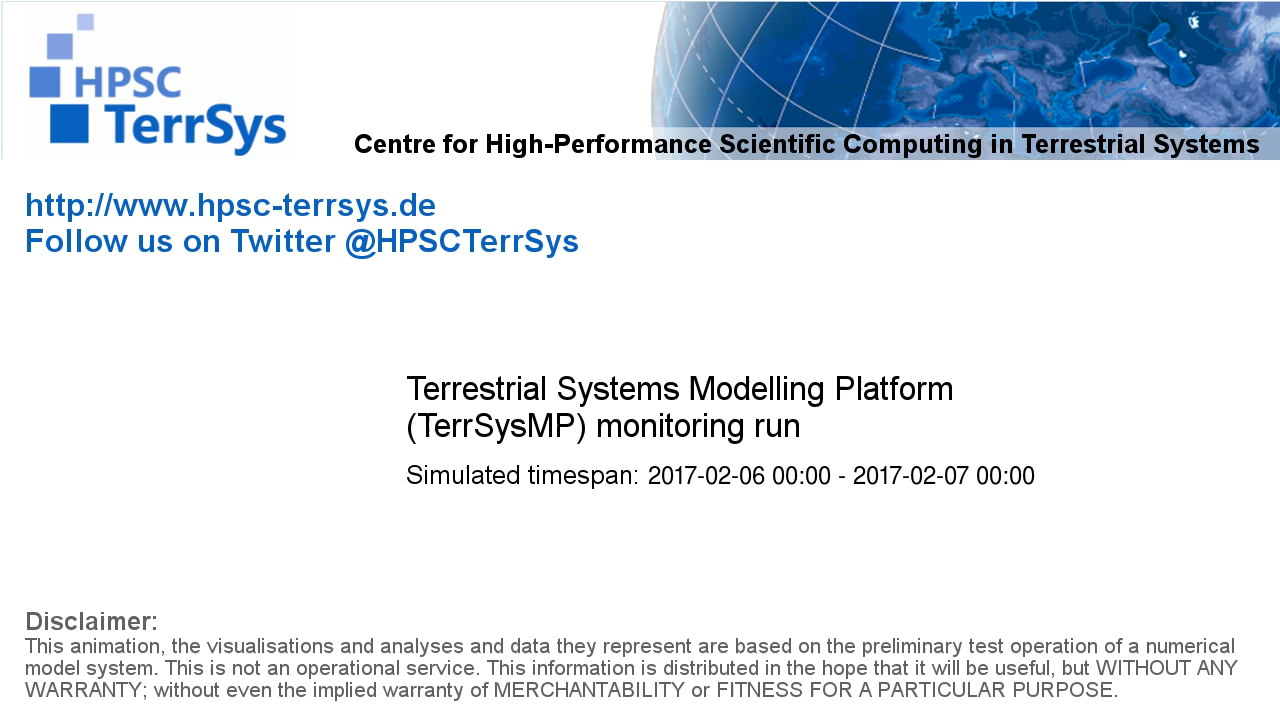 HPSC
TerrSys
Centre for High-Performance Scientific Computing in Terrestrial Systems
http://www.hpsc-terrsys.de
Follow us on Twitter @HPSCTerrSys
Terrestrial Systems Modelling Platform
(TerrSysMP) monitoring run
Simulated timespan: 2017-02-06 00:00 - 2017-02-07 00:00
Disclaimer:
This animation, the visualisations and analyses and data they represent are based on the preliminary test operation of a numerical
model system. This is not an operational service. This information is distributed in the hope that it will be useful, but WITHOUT ANY
WARRANTY; without even the implied warranty of MERCHANTABILITY or FITNESS FOR A PARTICULAR PURPOSE.